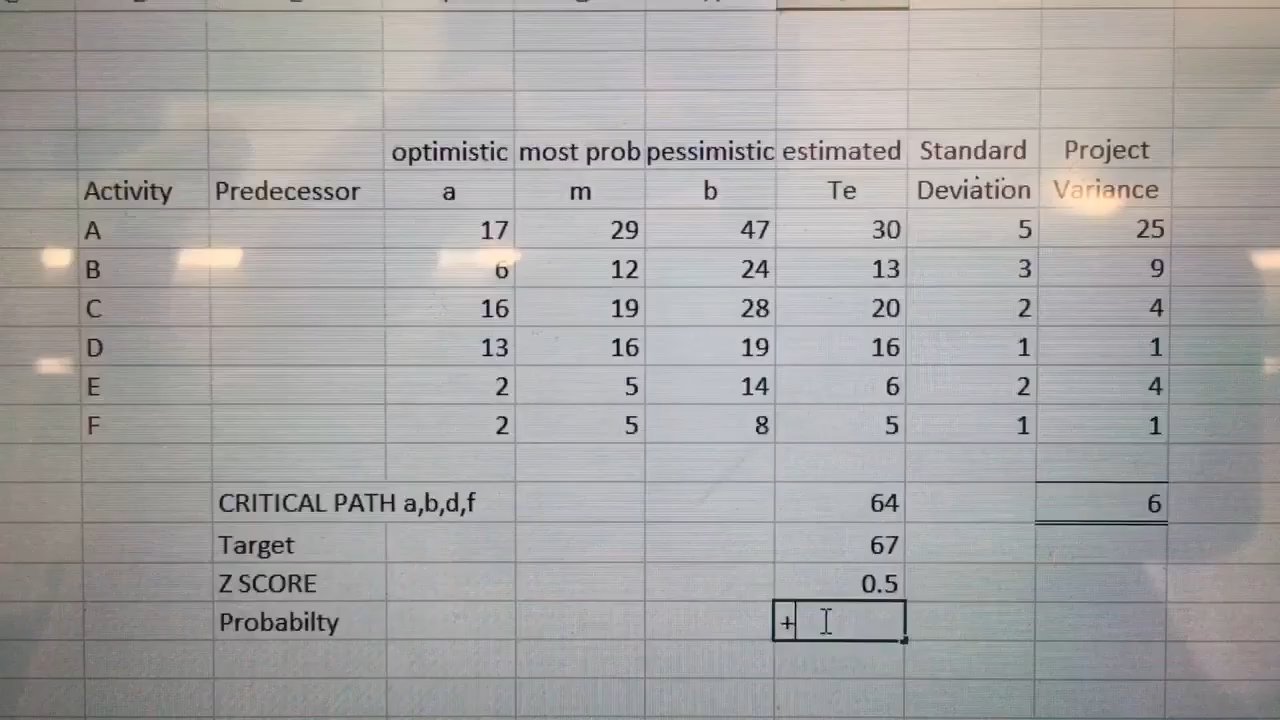 optimistic most prob pessimistic estimated Standard Project
Activity Predecessor a m b Te Deviation Variance
A 17 29 47 30 5 25
B 6 12 24 13 3 9
C 16 19 28 20 2 4
D 13 16 19 16 1 1
E 2 5 14 6 2 4
F 2 5 8 5 1 1
CRITICAL PATH a,b,d,f 64 6
Target 67
Z SCORE 0.5
Probabilty +